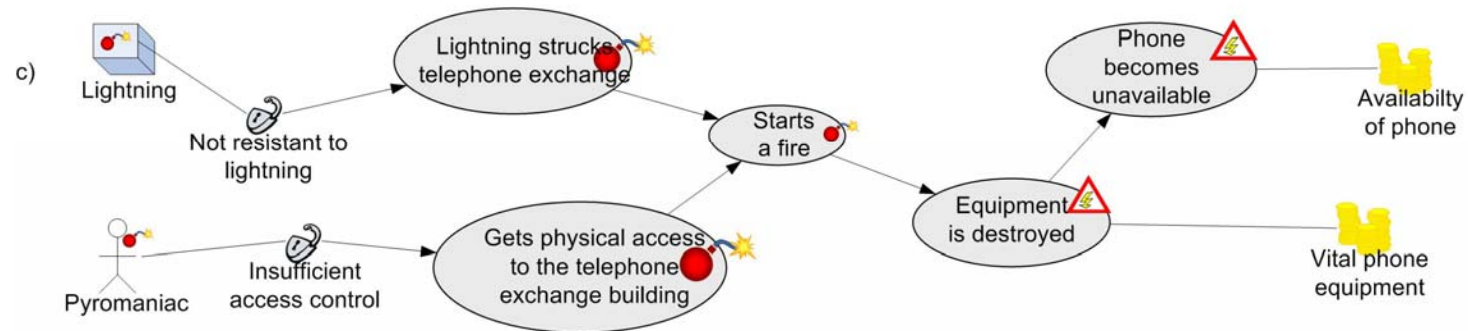 c)
Lightning
Not resistant to
lightning
Lightning strucks
telephone exchange
Starts
a fire
Pyromaniac
Insufficient
access control
Gets physical access
to the telephone
exchange building
Equipment
is destroyed
Phone
becomes
unavailable
Availabilty
of phone
Vital phone
equipment